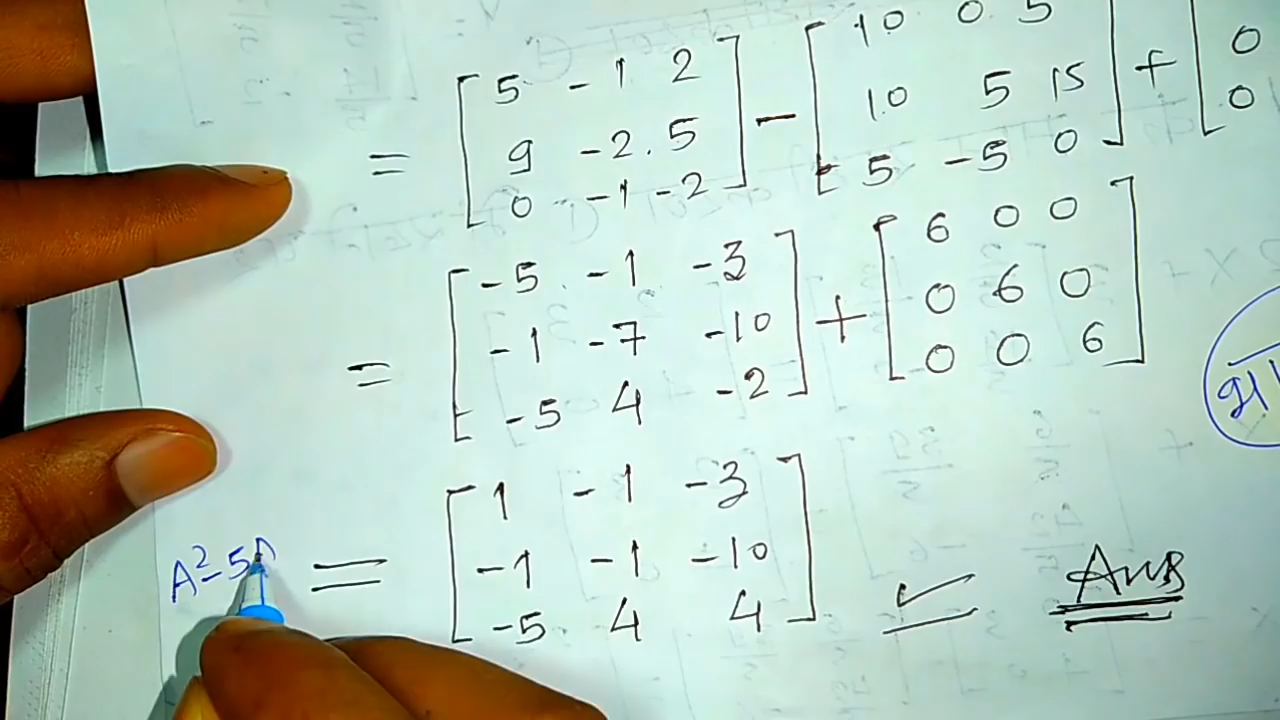 10 0 5
= [ 5 -1 2 ] - [ 10 5 15 ] + [ 0
9 -2 5
0 -1 -2 5 -5 0 0
= [ -5 -1 -3 ] + [ 6 0 0 ]
-1 -7 -10 0 6 0
-5 4 -2 0 0 6
A²-5A = [ 1 -1 -3 ]
-1 -1 -10
-5 4 4 ✓ Ans